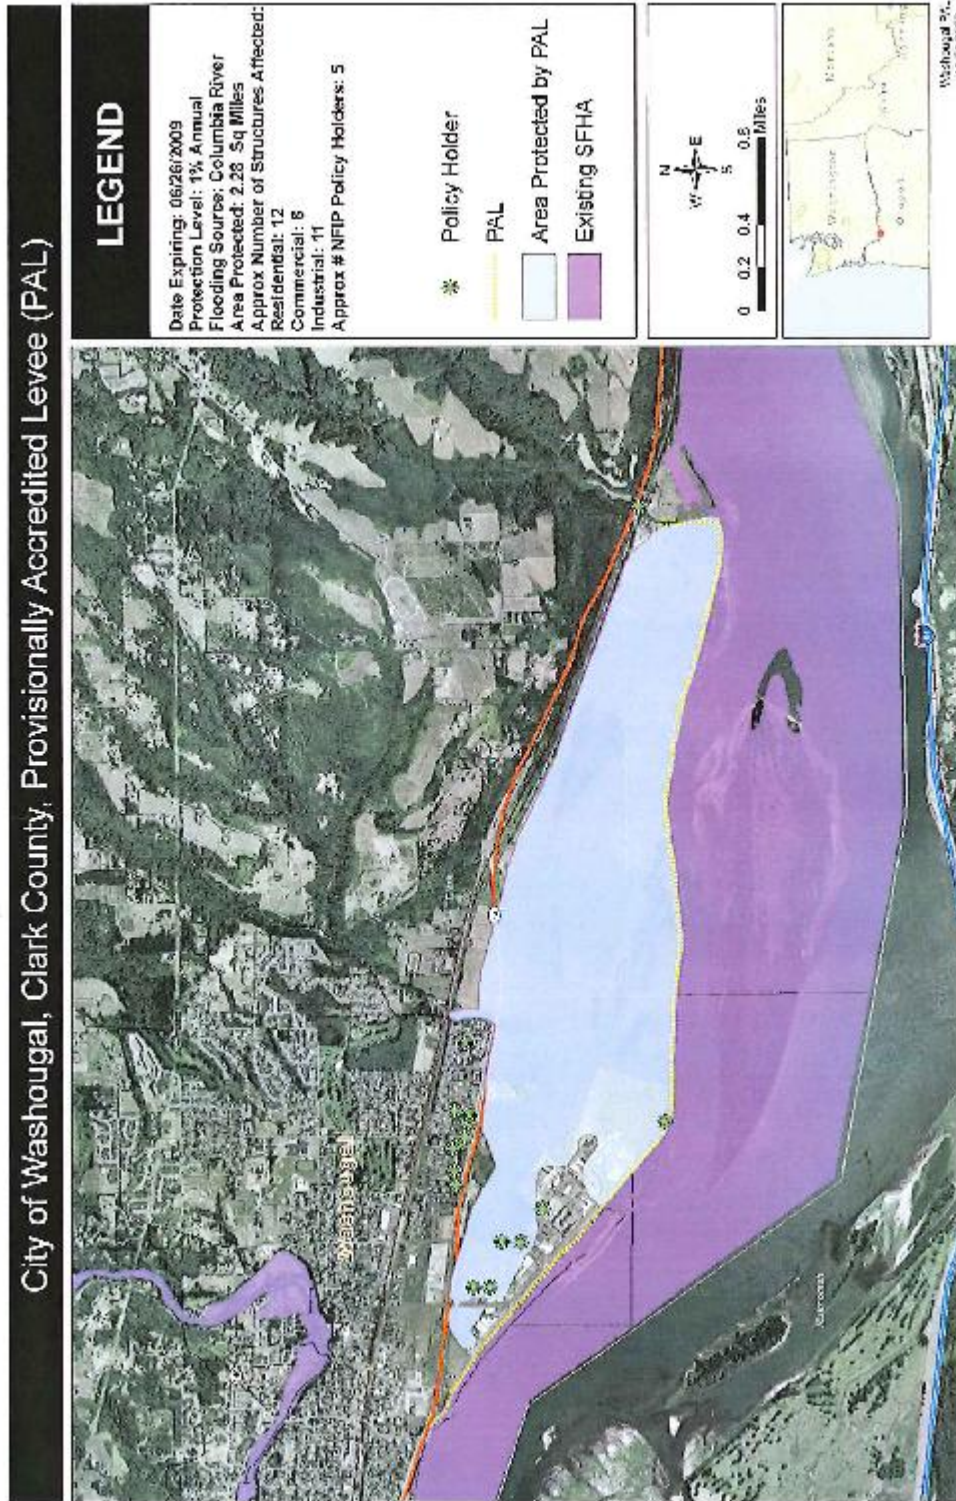 City of Washougal, Clark County, Provisionally Accredited Levee (PAL)
LEGEND
Date Expiring: 06/26/2009
Protection Level: 1% Annual
Flooding Source: Columbia River
Area Protected: 2.28 Sq Miles
Approx Number of Structures Affected:
Residential: 12
Commercial: 6
Industrial: 11
Approx # NFIP Policy Holders: 5
Policy Holder
PAL
Area Protected by PAL
Existing SFHA
N
W E
S
0 0.2 0.4 0.8
Miles
Washington
Oregon
Washougal